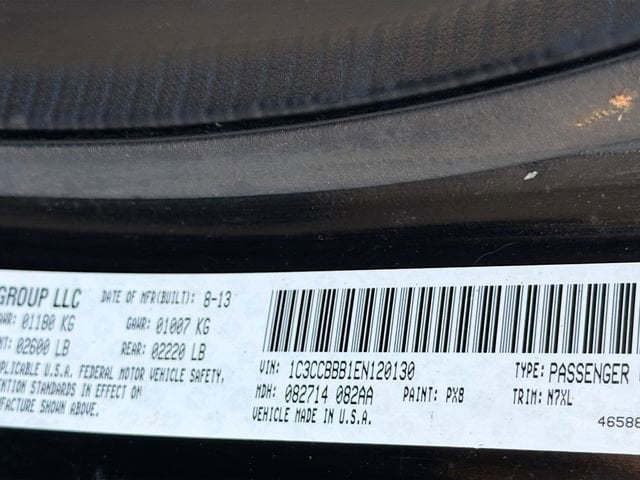 GROUP LLC DATE OF MFR(BUILT): 8-13
01180 KG GAWR: 01007 KG
02600 LB REAR: 02220 LB
U.S.A. FEDERAL MOTOR VEHICLE SAFETY,
STANDARDS IN EFFECT ON
SHOWN ABOVE.
VIN: 1C3CCBBB1EN120130 TYPE: PASSENGER
MDH: 082714 082AA PAINT: PX8 TRIM: N7XL
VEHICLE MADE IN U.S.A.